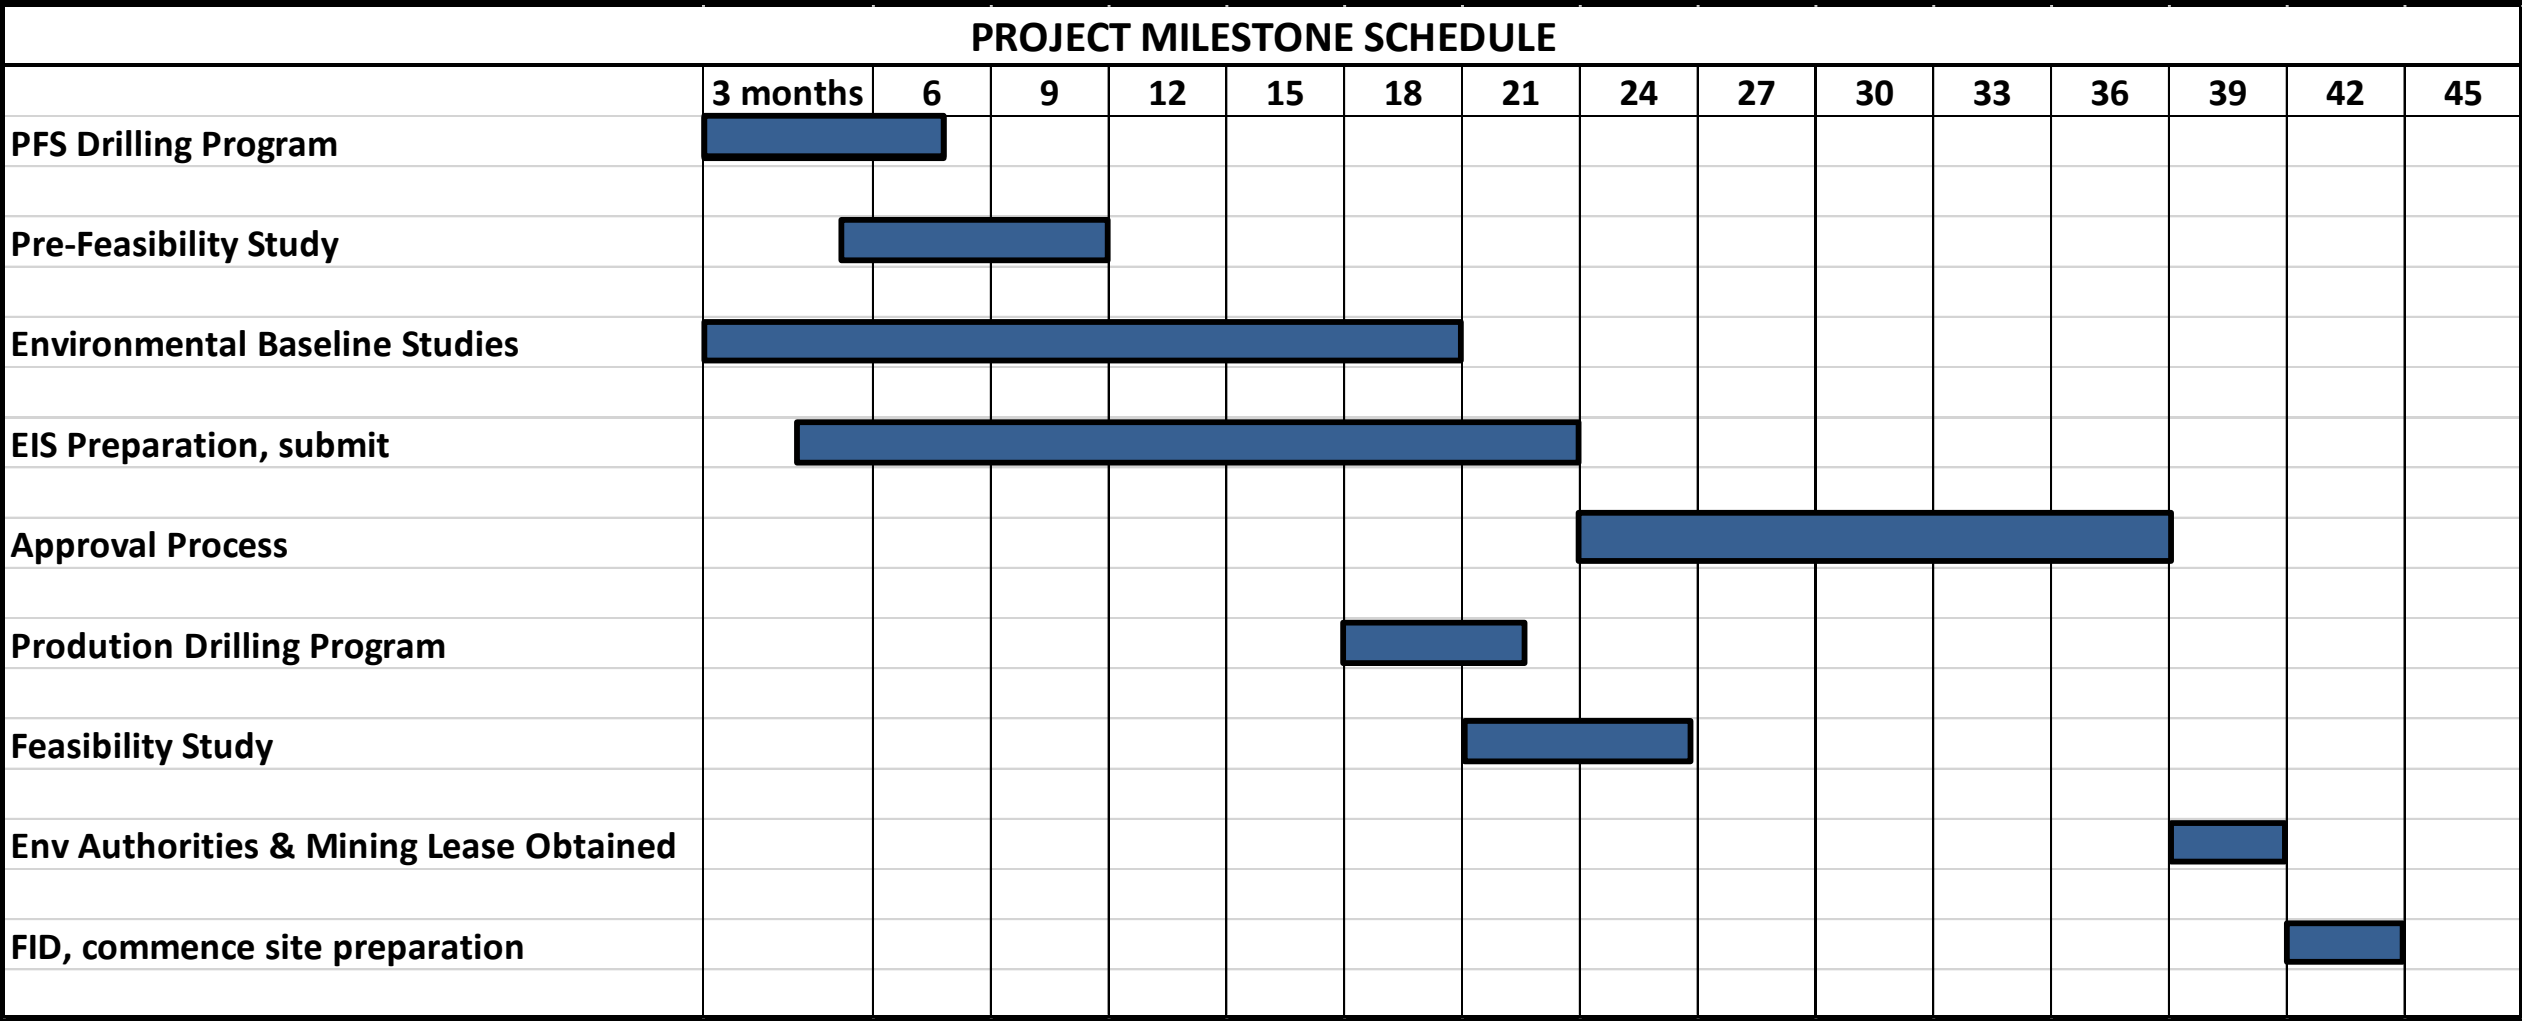 PROJECT MILESTONE SCHEDULE
3 months 6 9 12 15 18 21 24 27 30 33 36 39 42 45
PFS Drilling Program
Pre-Feasibility Study
Environmental Baseline Studies
EIS Preparation, submit
Approval Process
Prodution Drilling Program
Feasibility Study
Env Authorities & Mining Lease Obtained
FID, commence site preparation